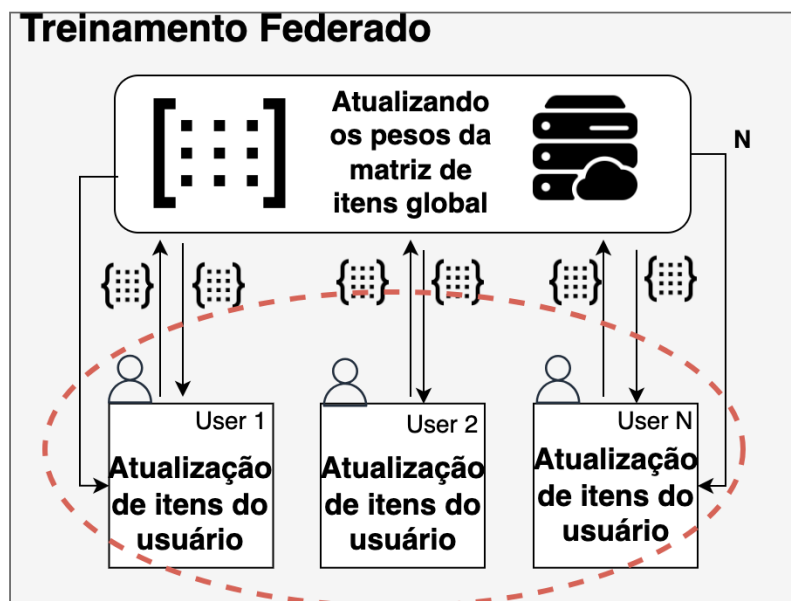 Treinamento Federado
Atualizando
os pesos da
matriz de
itens global
N
User 1
Atualização
de itens do
usuário
User 2
Atualização
de itens do
usuário
User N
Atualização
de itens do
usuário